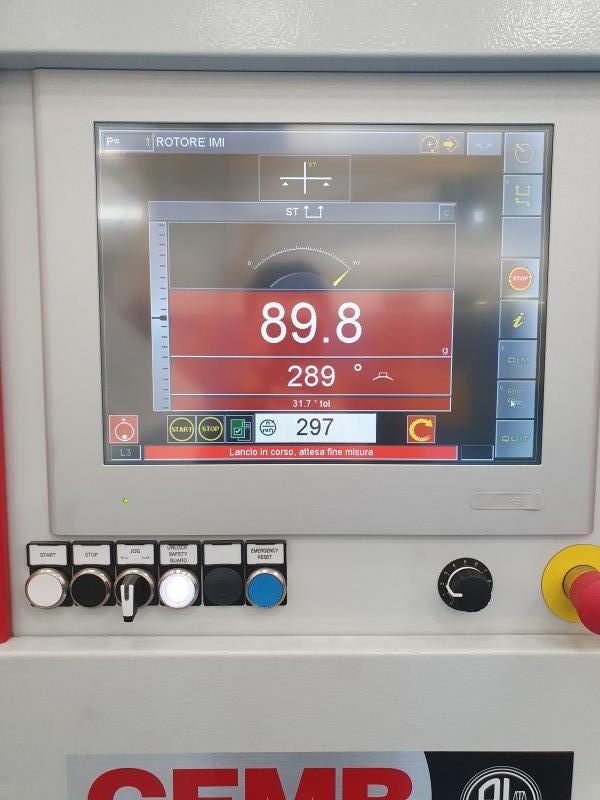 P= 1 ROTORE IMI
ST
ST C
STOP
0 10
89.8
g
i
289 °
DIM
31.7 * tol
START STOP 297
QUIT
L3 Lancio in corso, attesa fine misura
START STOP JOG UNLOCK SAFETY GUARD EMERGENCY RESET
CEMB